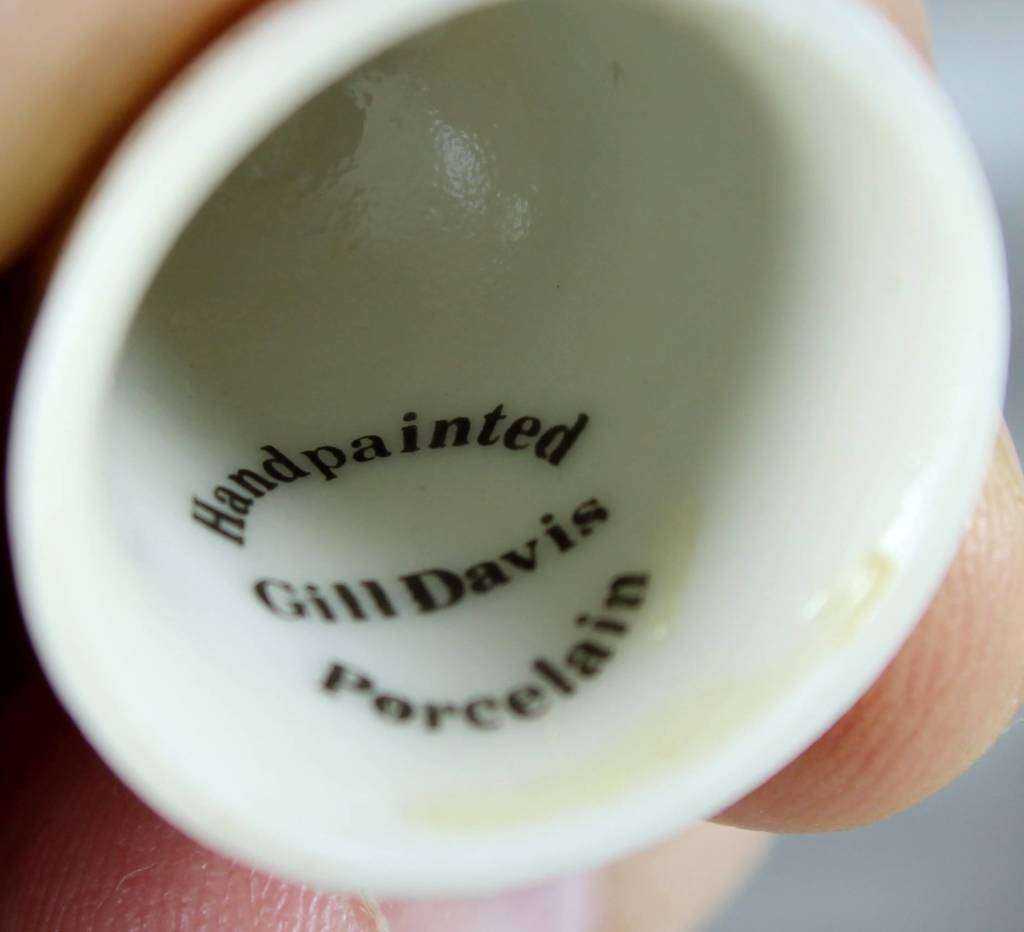 Handpainted
Gill Davis
Porcelain